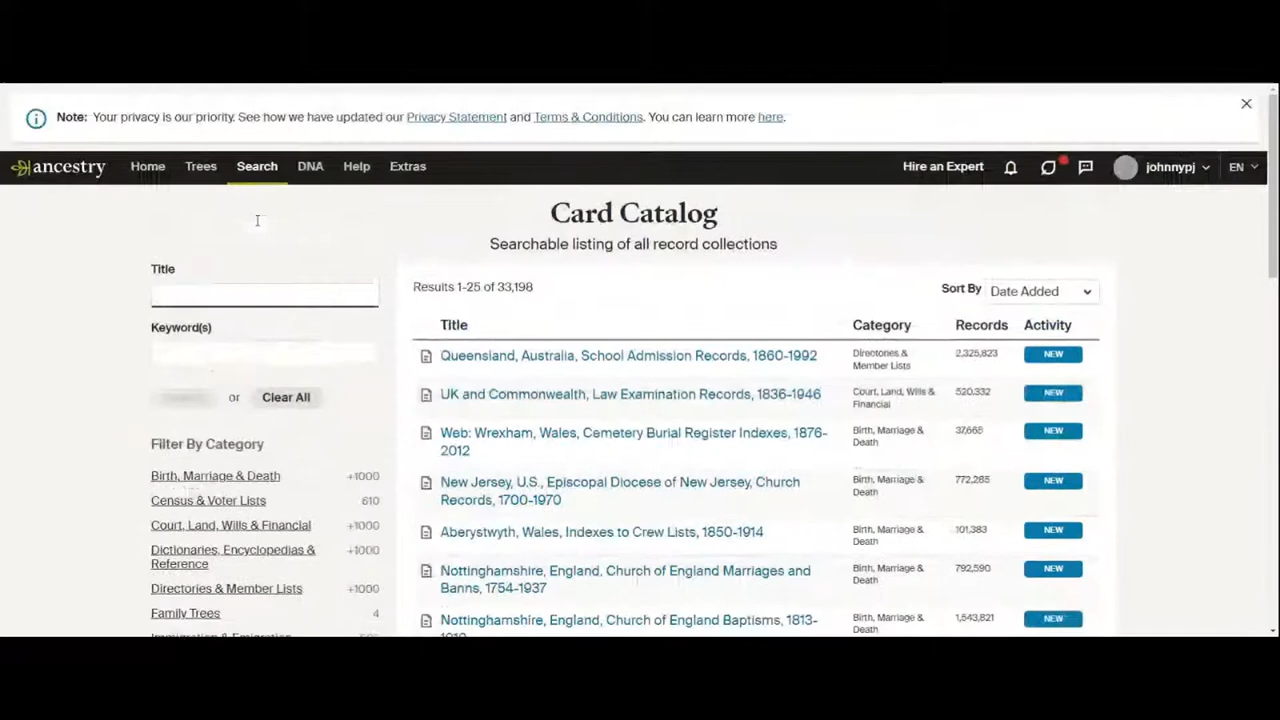 Note: Your privacy is our priority. See how we have updated our Privacy Statement and Terms & Conditions. You can learn more here.
ancestry Home Trees Search DNA Help Extras Hire an Expert johnnypj EN
Card Catalog
Searchable listing of all record collections
Title
Keyword(s)
or Clear All
Filter By Category
Birth, Marriage & Death +1000
Census & Voter Lists 610
Court, Land, Wills & Financial +1000
Dictionaries, Encyclopedias &
Reference +1000
Directories & Member Lists +1000
Family Trees 4
Immigration & Emigration
Results 1-25 of 33,198 Sort By Date Added
Title Category Records Activity
Queensland, Australia, School Admission Records, 1860-1992 Directories & Member Lists 2,325,823 NEW
UK and Commonwealth, Law Examination Records, 1836-1946 Court, Land, Wills & Financial 520,332 NEW
Web: Wrexham, Wales, Cemetery Burial Register Indexes, 1876-
2012 Birth, Marriage & Death 37,665 NEW
New Jersey, U.S., Episcopal Diocese of New Jersey, Church
Records, 1700-1970 Birth, Marriage & Death 772,285 NEW
Aberystwyth, Wales, Indexes to Crew Lists, 1850-1914 Birth, Marriage & Death 101,383 NEW
Nottinghamshire, England, Church of England Marriages and
Banns, 1754-1937 Birth, Marriage & Death 792,590 NEW
Nottinghamshire, England, Church of England Baptisms, 1813-
Birth, Marriage & Death 1,543,821 NEW